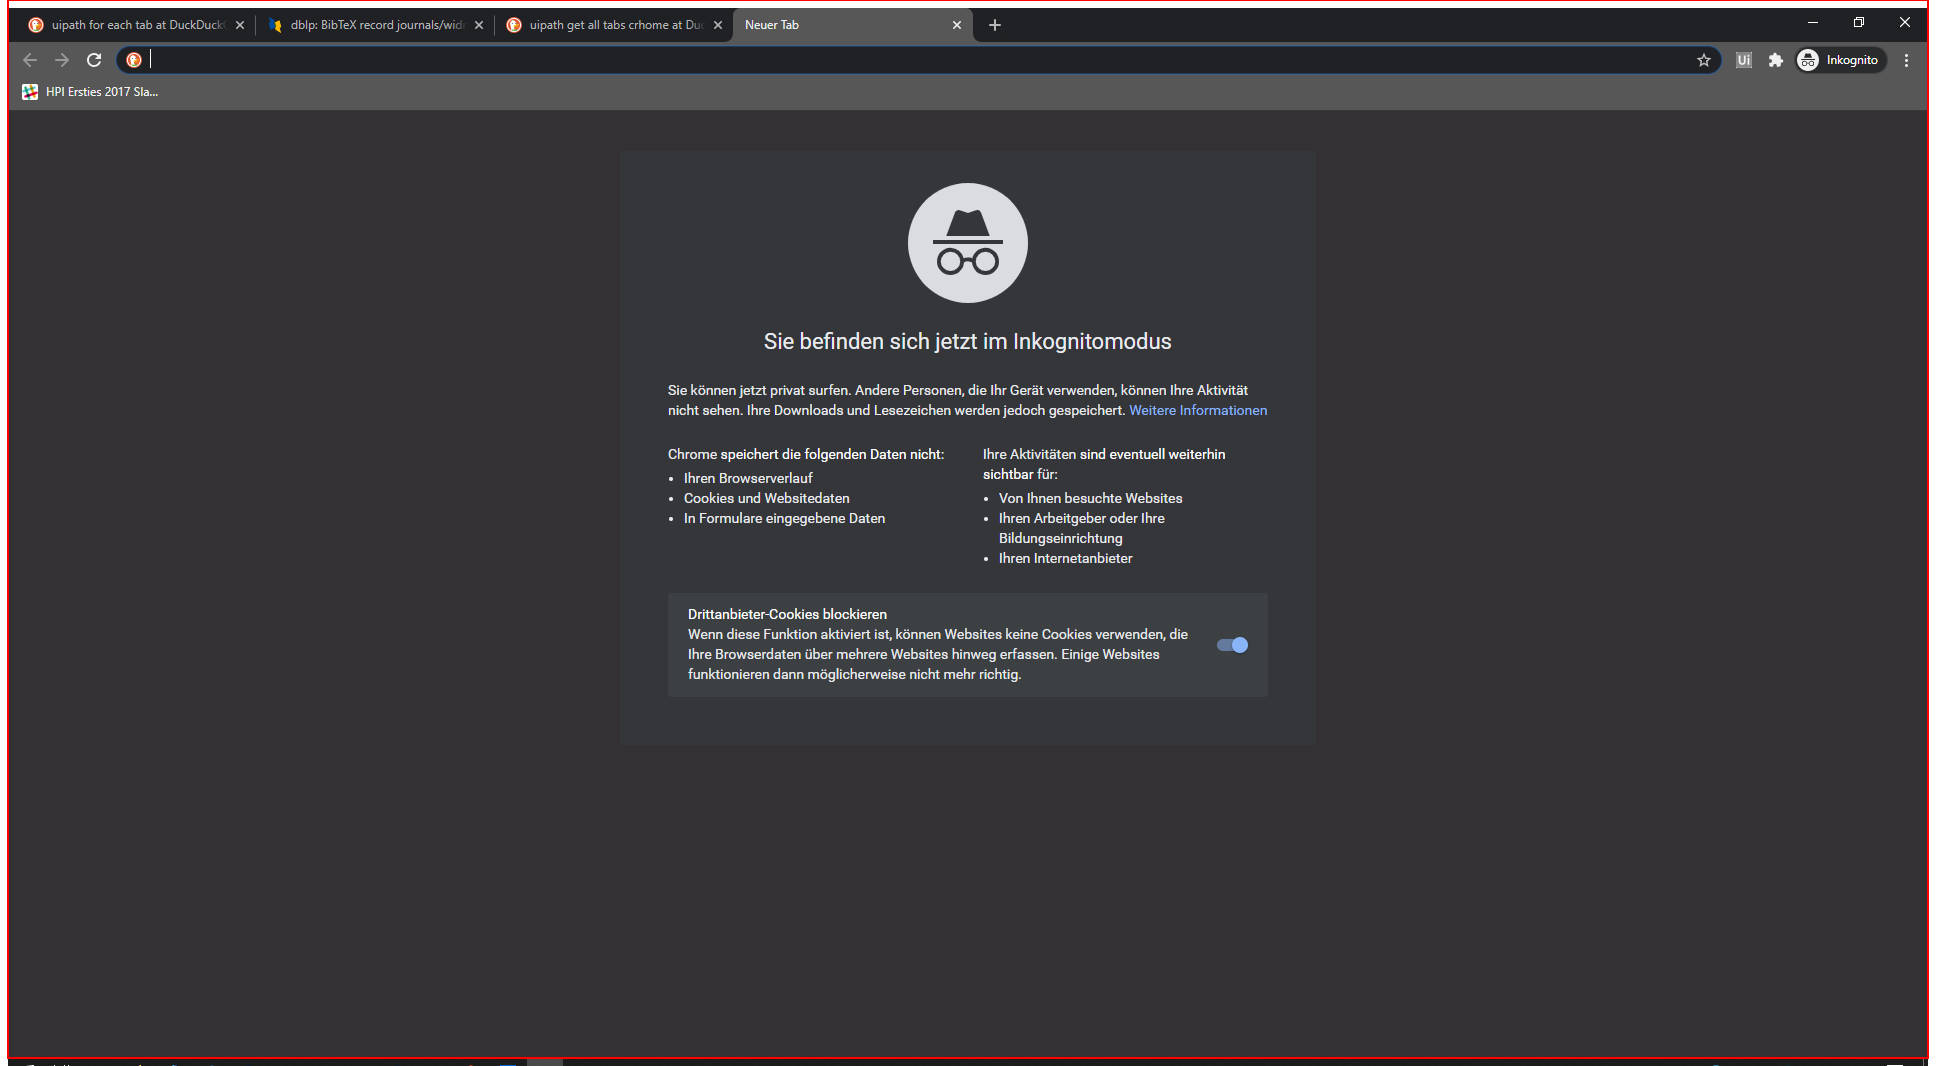 uipath for each tab at DuckDuck
dblp: BibTeX record journals/wid
uipath get all tabs crhome at Du
Neuer Tab
Ui
Inkognito
HPI Ersties 2017 Sla...
Sie befinden sich jetzt im Inkognitomodus
Sie können jetzt privat surfen. Andere Personen, die Ihr Gerät verwenden, können Ihre Aktivität
nicht sehen. Ihre Downloads und Lesezeichen werden jedoch gespeichert. Weitere Informationen
Chrome speichert die folgenden Daten nicht:
• Ihren Browserverlauf
• Cookies und Websitedaten
• In Formulare eingegebene Daten
Ihre Aktivitäten sind eventuell weiterhin
sichtbar für:
• Von Ihnen besuchte Websites
• Ihren Arbeitgeber oder Ihre
Bildungseinrichtung
• Ihren Internetanbieter
Drittanbieter-Cookies blockieren
Wenn diese Funktion aktiviert ist, können Websites keine Cookies verwenden, die
Ihre Browserdaten über mehrere Websites hinweg erfassen. Einige Websites
funktionieren dann möglicherweise nicht mehr richtig.